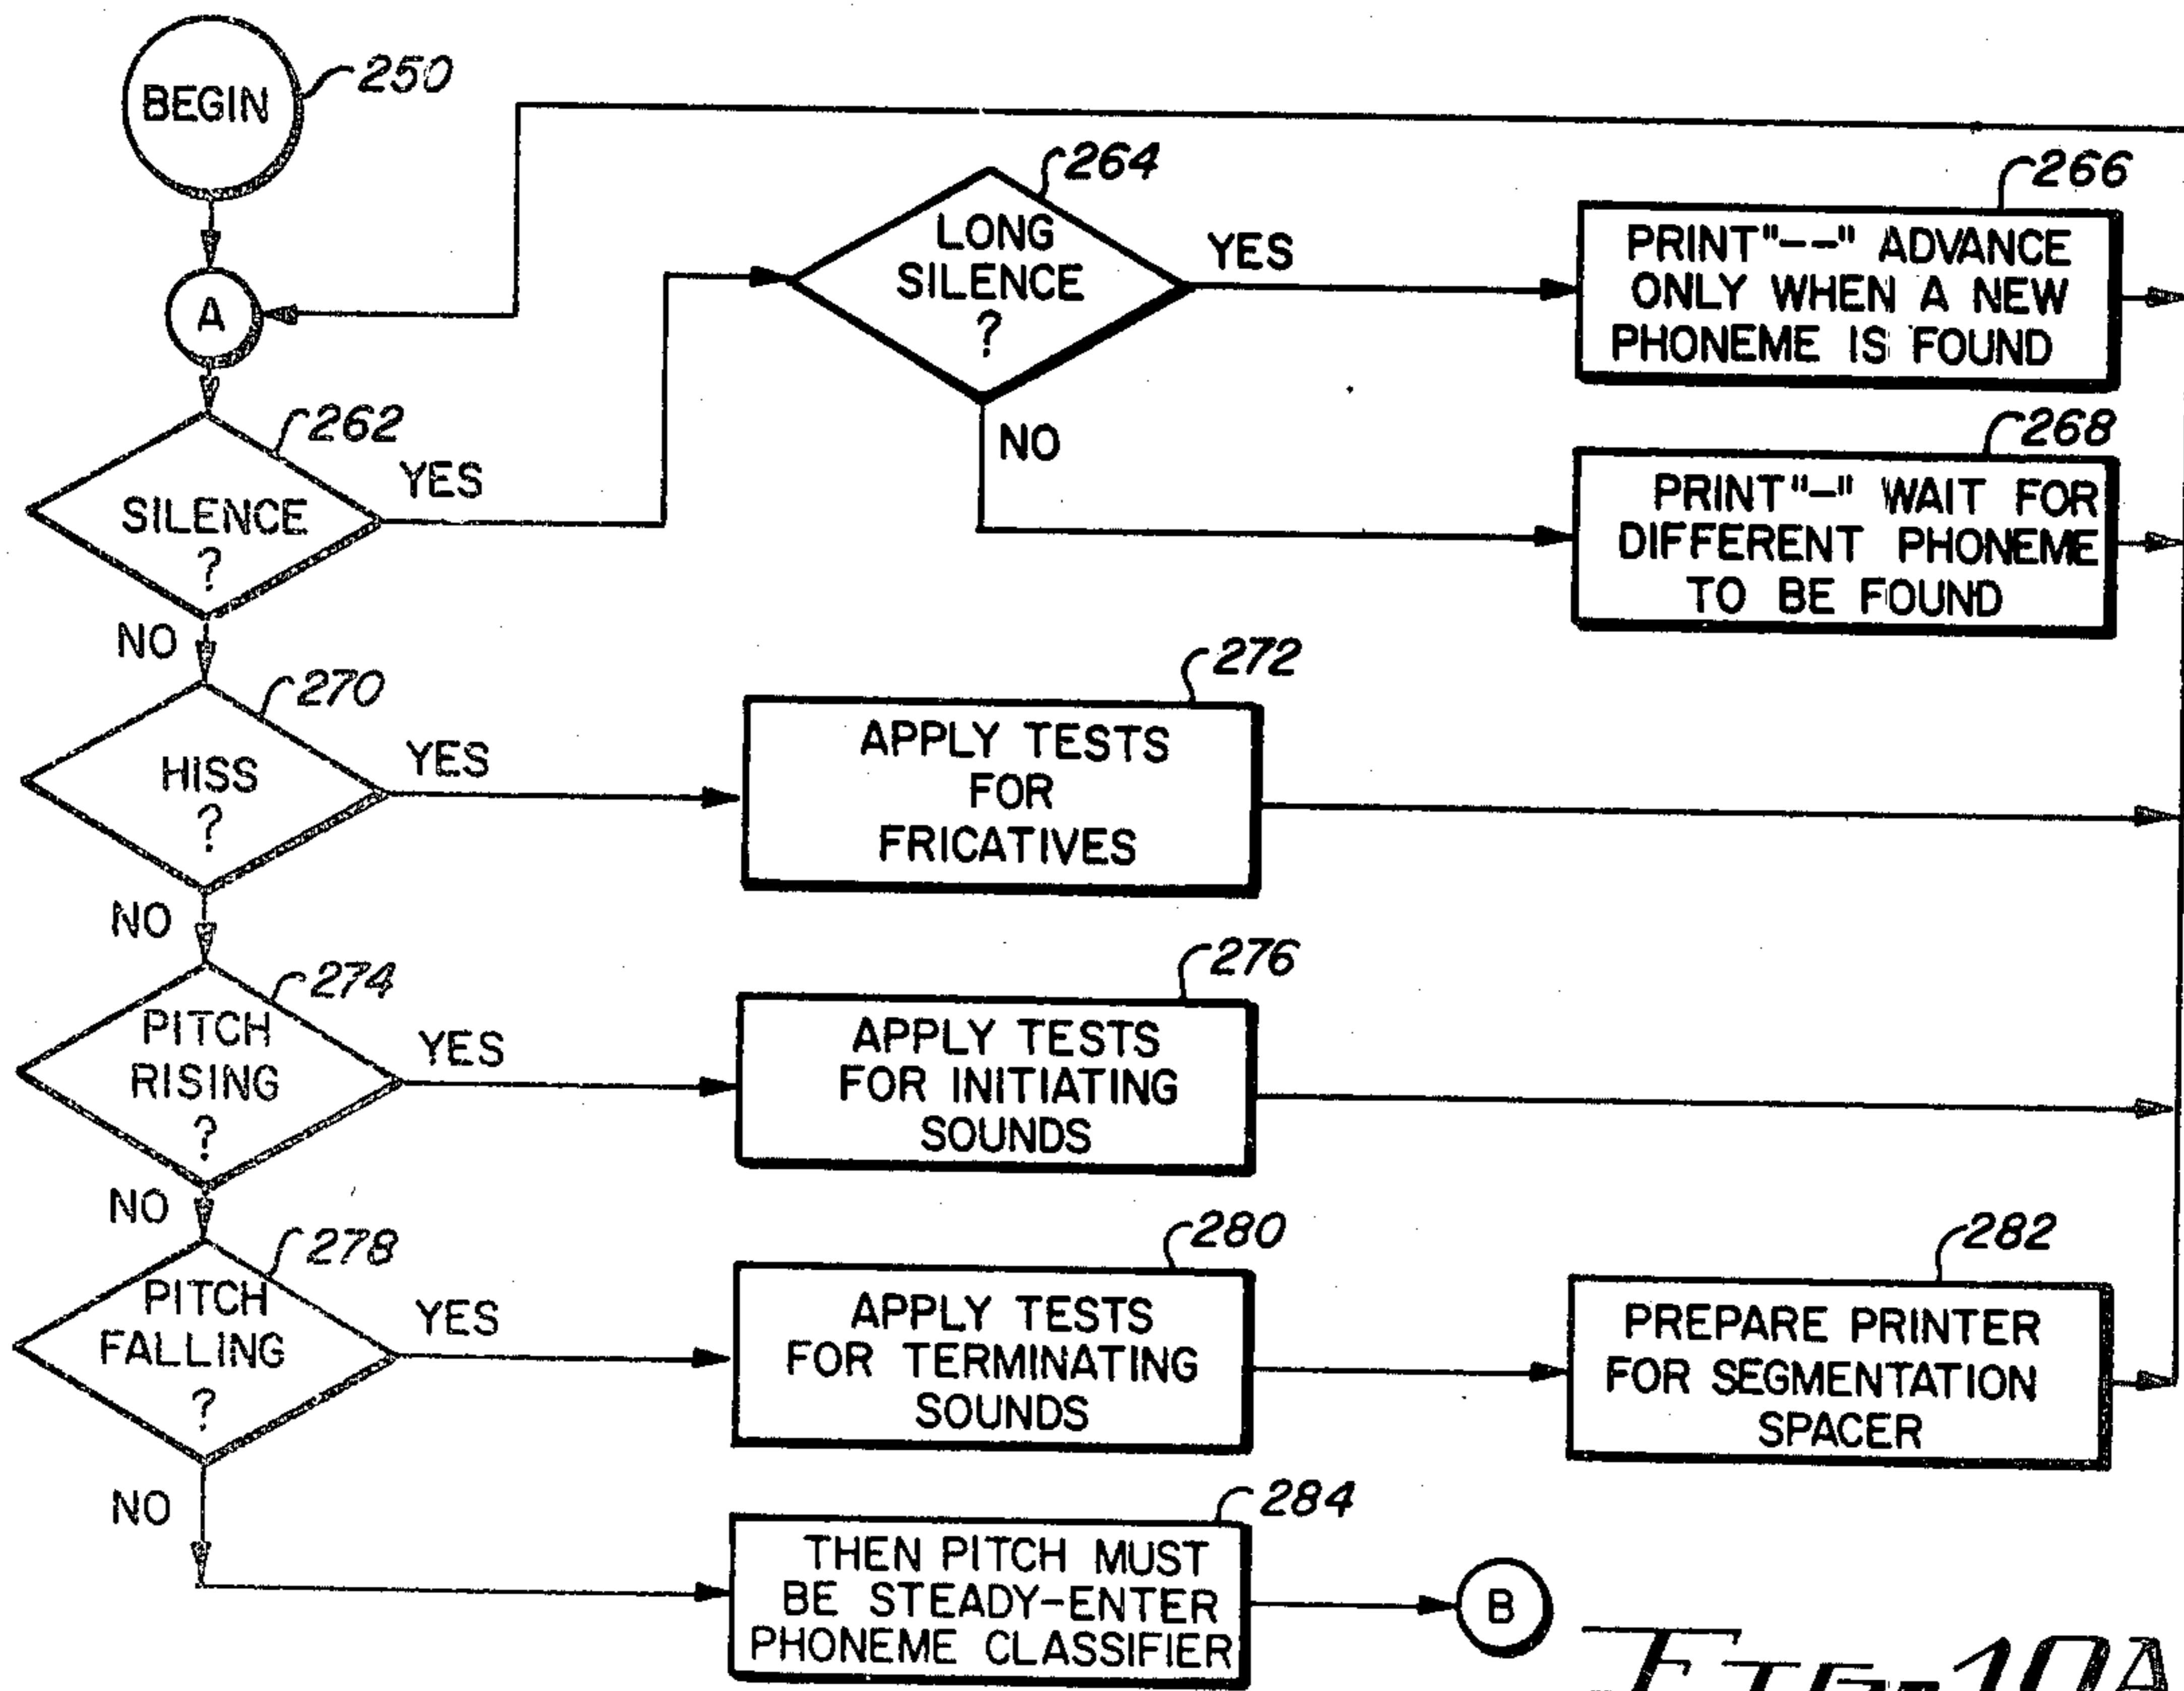 BEGIN
250
A
264
LONG
SILENCE
?
YES
NO
266
PRINT"--" ADVANCE
ONLY WHEN A NEW
PHONEME IS FOUND
262
SILENCE
?
YES
NO
268
PRINT"-" WAIT FOR
DIFFERENT PHONEME
TO BE FOUND
270
HISS
?
YES
NO
272
APPLY TESTS
FOR
FRICATIVES
274
PITCH
RISING
?
YES
NO
276
APPLY TESTS
FOR INITIATING
SOUNDS
278
PITCH
FALLING
?
YES
NO
280
APPLY TESTS
FOR TERMINATING
SOUNDS
282
PREPARE PRINTER
FOR SEGMENTATION
SPACER
284
THEN PITCH MUST
BE STEADY-ENTER
PHONEME CLASSIFIER
B
FIG-10A